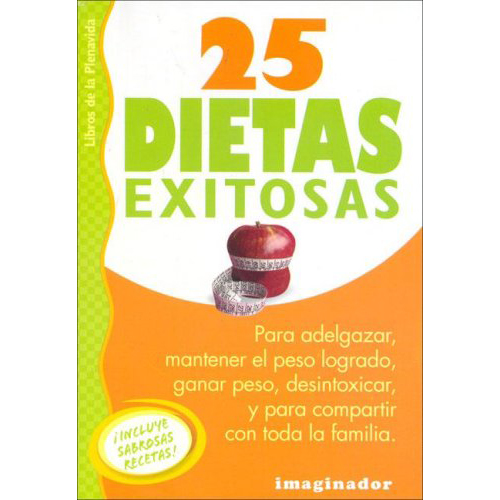 Libros de la Plenavida
25
DIETAS
EXITOSAS
Para adelgazar,
mantener el peso logrado,
ganar peso, desintoxicar,
y para compartir
con toda la familia.
¡INCLUYE
SABROSAS
RECETAS!
imaginador